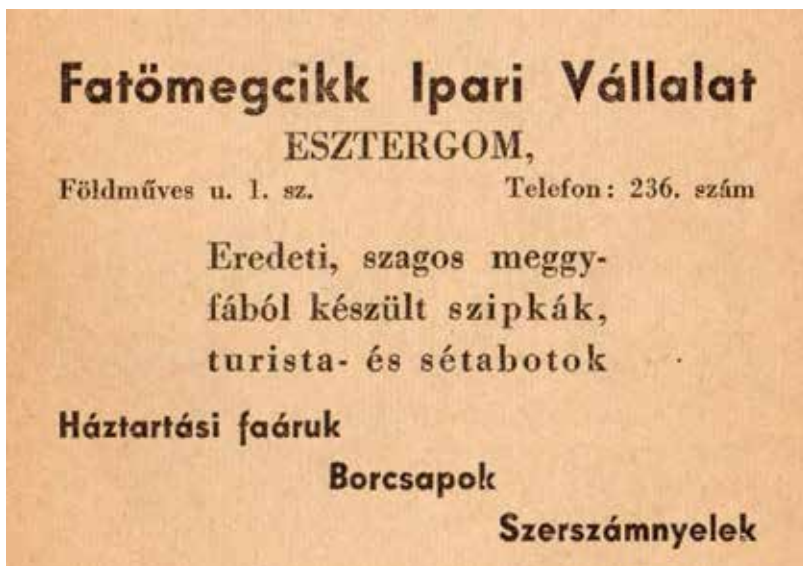 Fatömegcikk Ipari Vállalat
ESZTERGOM,
Földműves u. 1. sz. Telefon: 236. szám
Eredeti, szagos meggy-
fából készült szipkák,
turista- és sétabotok
Háztartási faáruk
Borcsapok
Szerszámnyelek